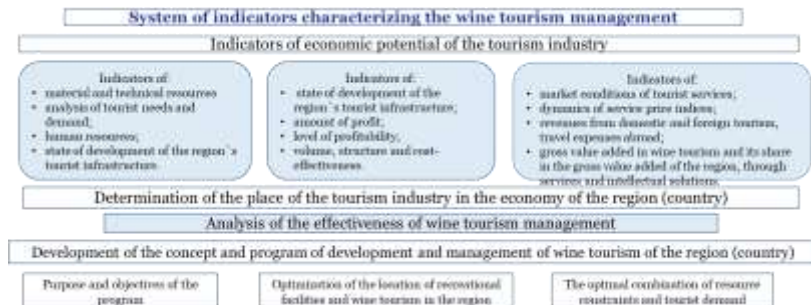 System of indicators characterizing the wine tourism management
Indicators of economic potential of the tourism industry
Indicators of:
• material and technical resources
• analysis of tourist needs and
demand;
• human resources;
• state of development of the region`s
tourist infrastructure
Indicators of:
• state of development of the
region`s tourist infrastructure;
• amount of profit;
• level of profitability,
• volume, structure and cost-
effectiveness
Indicators of:
• market conditions of tourist services;
• dynamics of service price indices;
• revenues from domestic and foreign tourism,
travel expenses abroad;
• gross value added in wine tourism and its share
in the gross value added of the region, through
services and intellectual solutions.
Determination of the place of the tourism industry in the economy of the region (country)
Analysis of the effectiveness of wine tourism management
Development of the concept and program of development and management of wine tourism of the region (country)
Purpose and objectives of the
program
Optimization of the location of recreational
facilities and wine tourism in the region
The optimal combination of resource
constraints and tourist demand